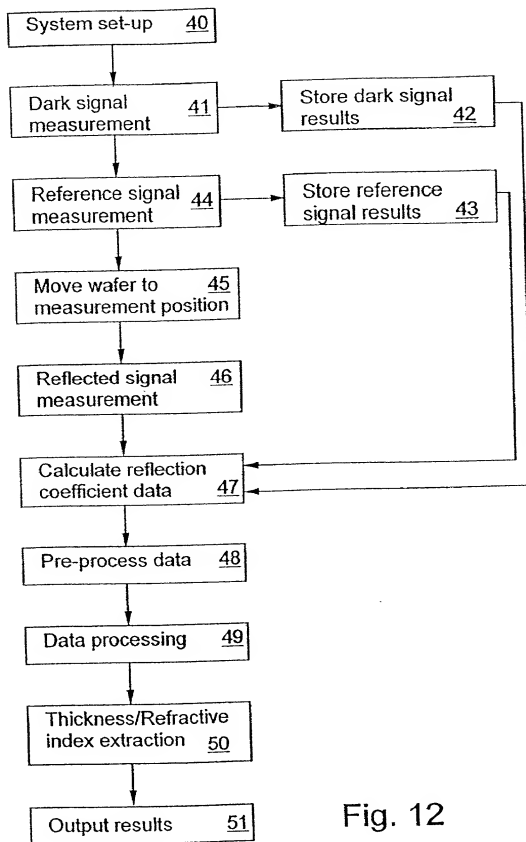 System set-up 40
Dark signal
measurement 41
Store dark signal
results 42
Reference signal
measurement 44
Store reference
signal results 43
Move wafer to 45
measurement position
Reflected signal 46
measurement
Calculate reflection
coefficient data 47
Pre-process data 48
Data processing 49
Thickness/Refractive
index extraction 50
Output results 51
Fig. 12